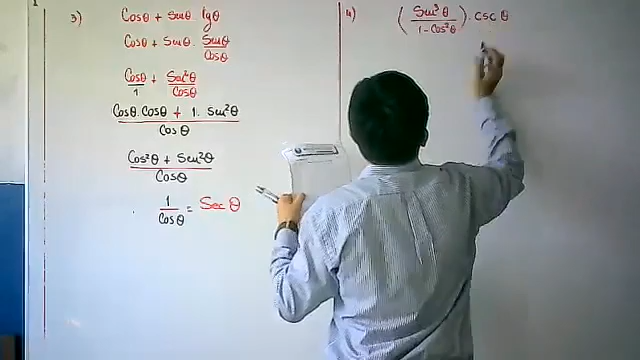 3) Cosθ + Senθ · tgθ
Cosθ + Senθ · Senθ/Cosθ
Cosθ/1 + Sen²θ/Cosθ
Cosθ · Cosθ + 1 · Sen²θ / Cosθ
Cos²θ + Sen²θ / Cosθ
1/Cosθ = Sec θ
4) (Sen³θ / 1 - Cos²θ) · csc θ